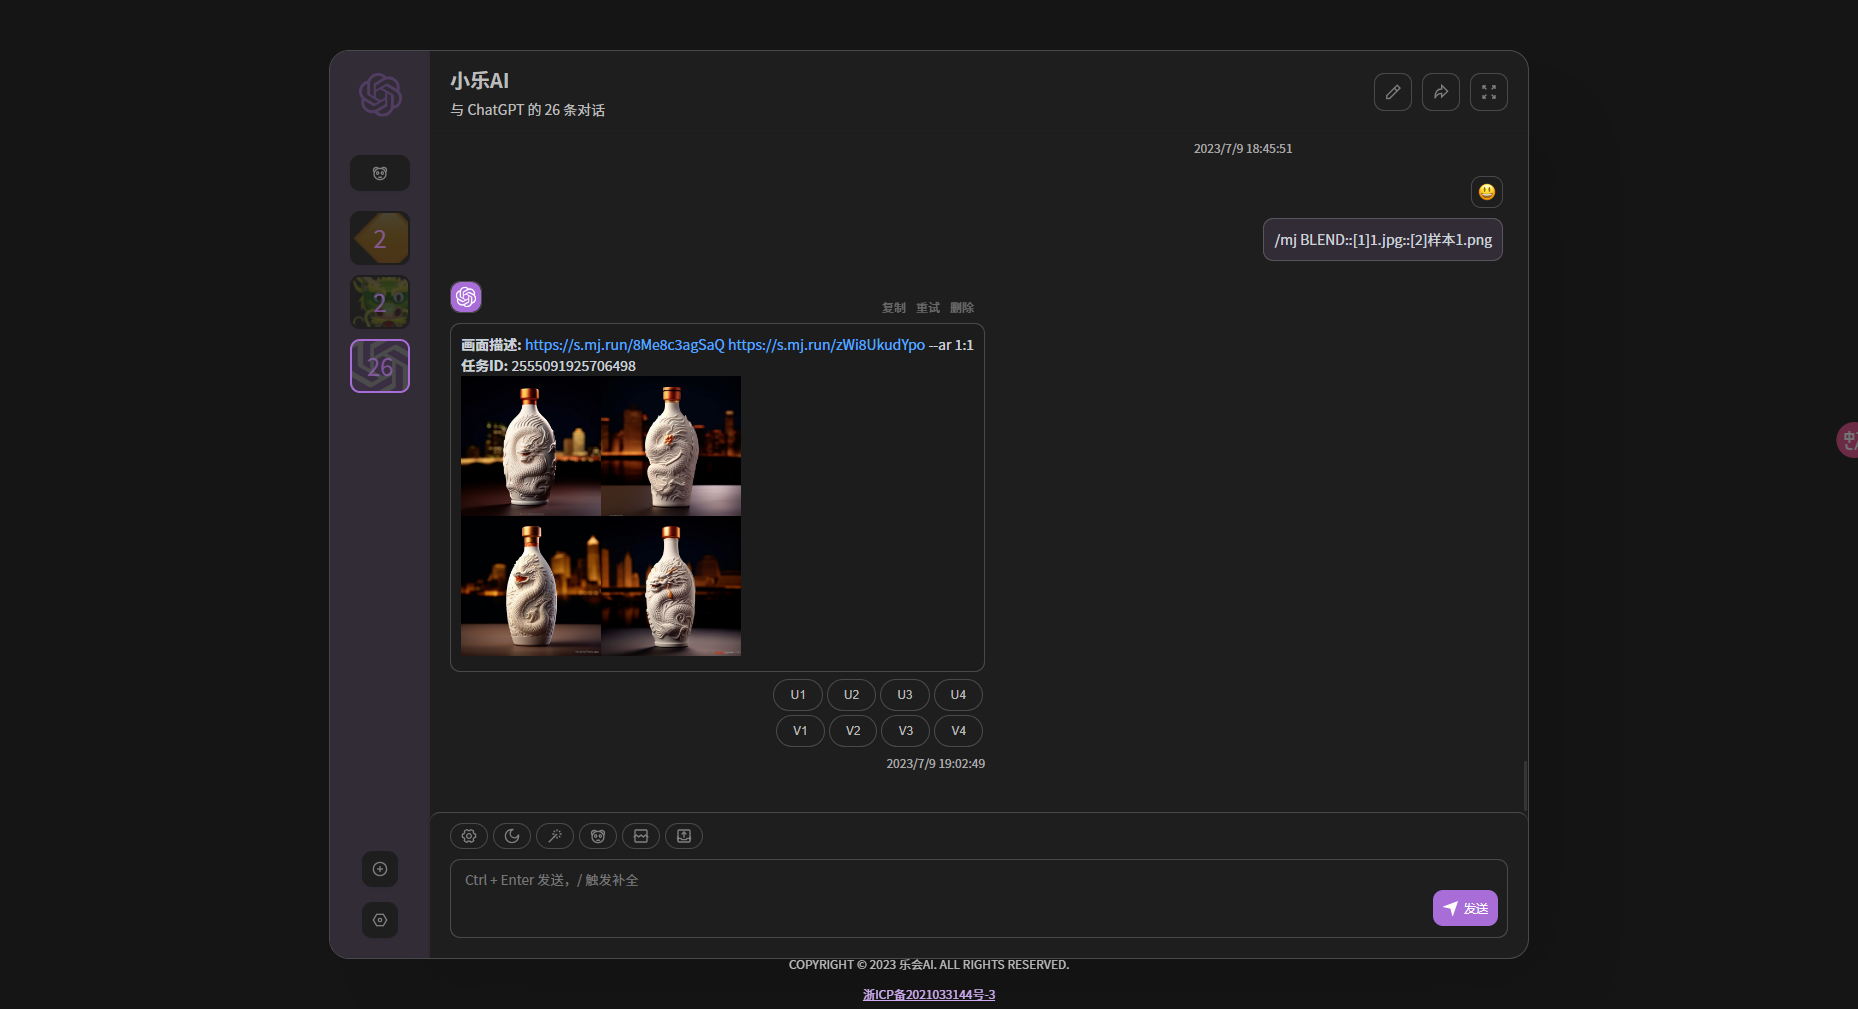 小乐AI
与 ChatGPT 的 26 条对话
2
2
26
2023/7/9 18:45:51
/mj BLEND::[1]1.jpg::[2]样本1.png
复制 重试 删除
画面描述: https://s.mj.run/8Me8c3agSaQ https://s.mj.run/zWi8UkudYpo --ar 1:1
任务ID: 2555091925706498
U1 U2 U3 U4
V1 V2 V3 V4
2023/7/9 19:02:49
Ctrl + Enter 发送，/ 触发补全
发送
COPYRIGHT © 2023 乐会AI. ALL RIGHTS RESERVED.
浙ICP备2021033144号-3